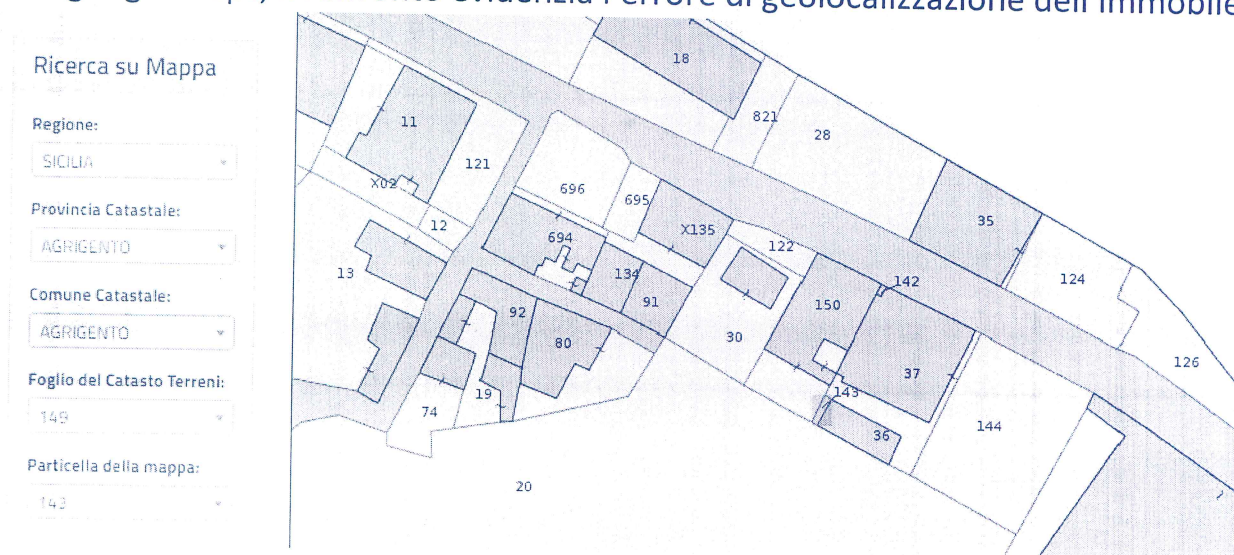 evidenzia l'errore di geolocalizzazione dell'immobile
Ricerca su Mappa
Regione:
SICILIA
Provincia Catastale:
AGRIGENTO
Comune Catastale:
AGRIGENTO
Foglio del Catasto Terreni:
149
Particella della mappa:
143
18
821
28
11
121
X02
12
696
695
X135
35
694
122
13
134
142
124
91
150
92
80
30
126
37
19
143
74
144
36
20